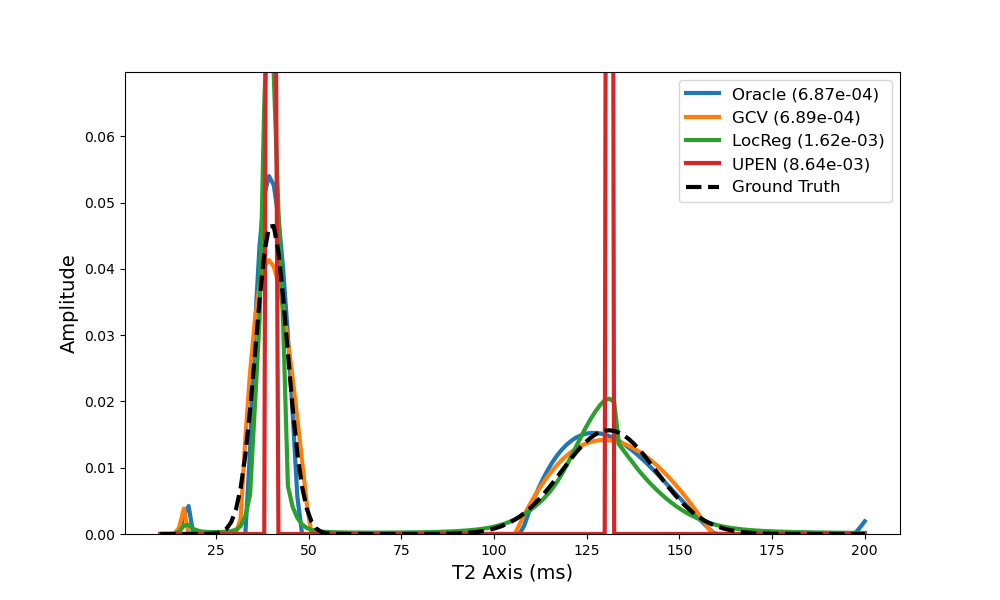 Oracle (6.87e-04)
GCV (6.89e-04)
LocReg (1.62e-03)
UPEN (8.64e-03)
Ground Truth
Amplitude
0.06
0.05
0.04
0.03
0.02
0.01
0.00
25 50 75 100 125 150 175 200
T2 Axis (ms)